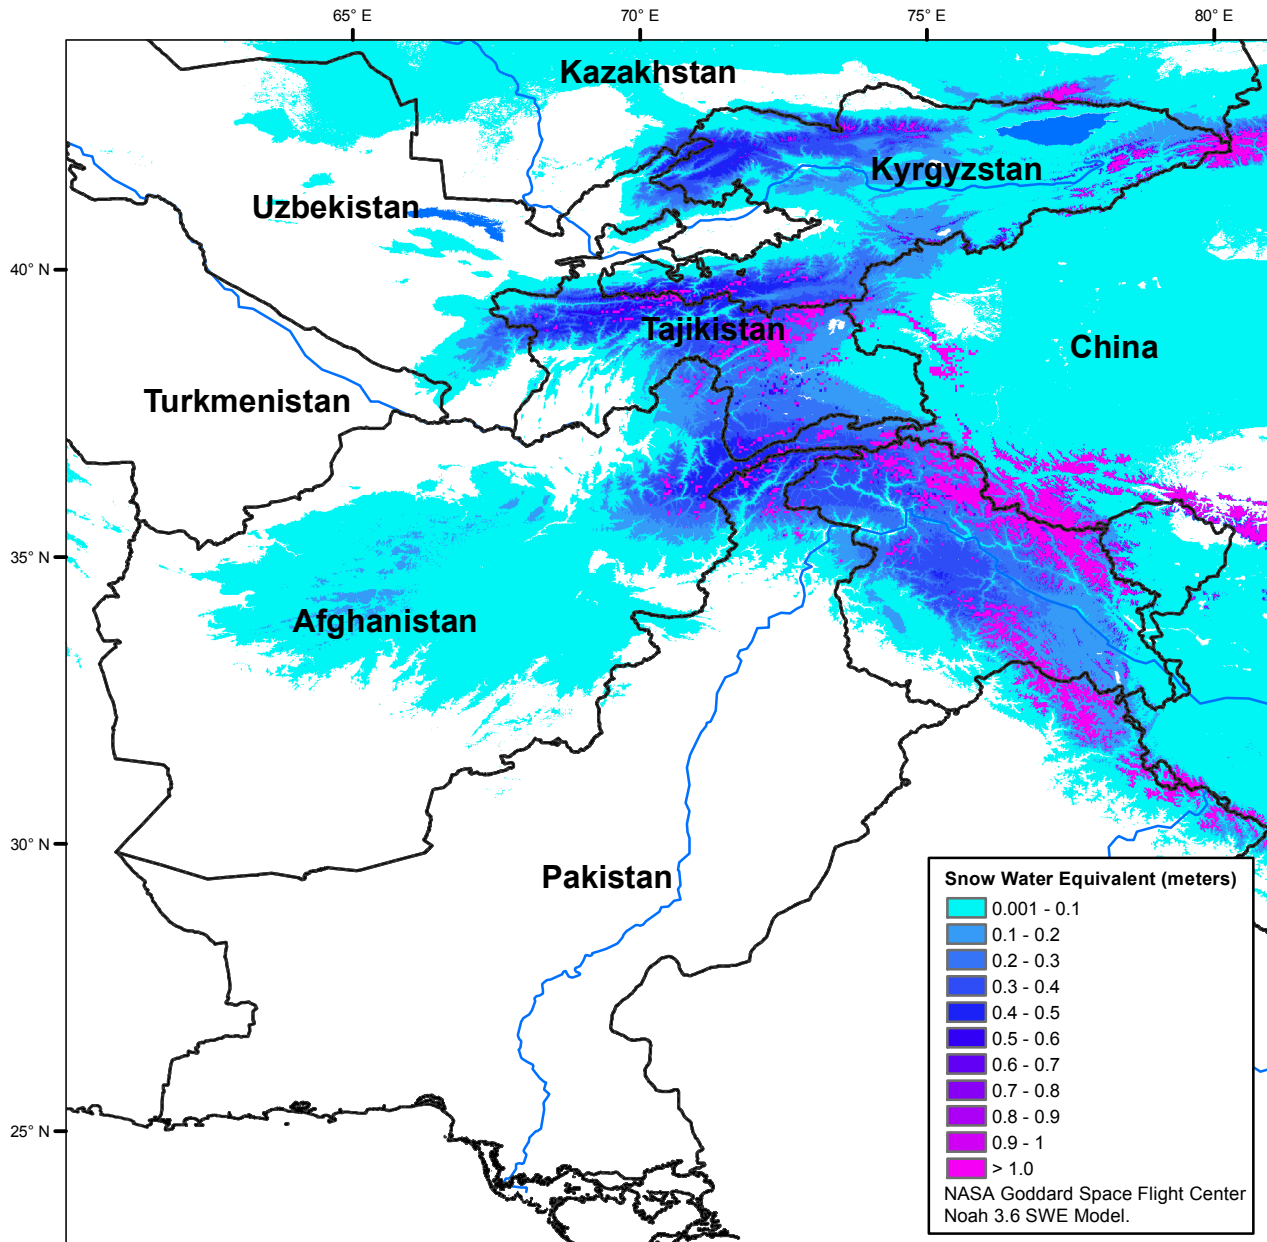 65° E
70° E
75° E
80° E
Kazakhstan
Kyrgyzstan
Uzbekistan
40° N
Tajikistan
China
Turkmenistan
35° N
Afghanistan
30° N
Pakistan
25° N
Snow Water Equivalent (meters)
0.001 - 0.1
0.1 - 0.2
0.2 - 0.3
0.3 - 0.4
0.4 - 0.5
0.5 - 0.6
0.6 - 0.7
0.7 - 0.8
0.8 - 0.9
0.9 - 1
> 1.0
NASA Goddard Space Flight Center
Noah 3.6 SWE Model.